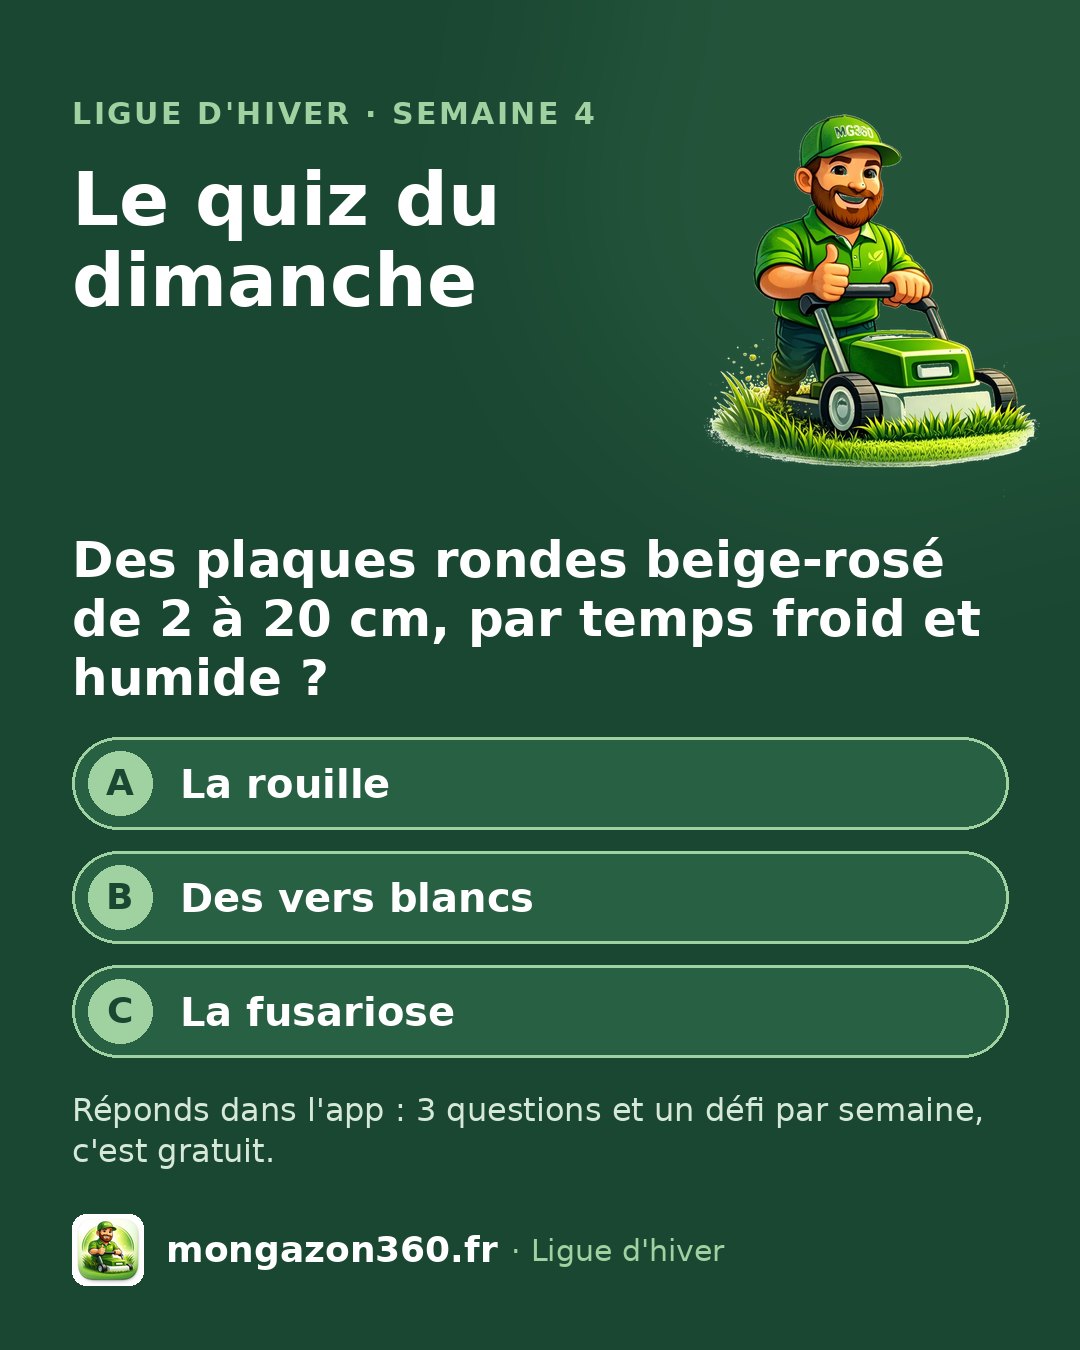 LIGUE D'HIVER · SEMAINE 4
Le quiz du
dimanche
MG360
Des plaques rondes beige-rosé
de 2 à 20 cm, par temps froid et
humide ?
A La rouille
B Des vers blancs
C La fusariose
Réponds dans l'app : 3 questions et un défi par semaine,
c'est gratuit.
mongazon360.fr · Ligue d'hiver